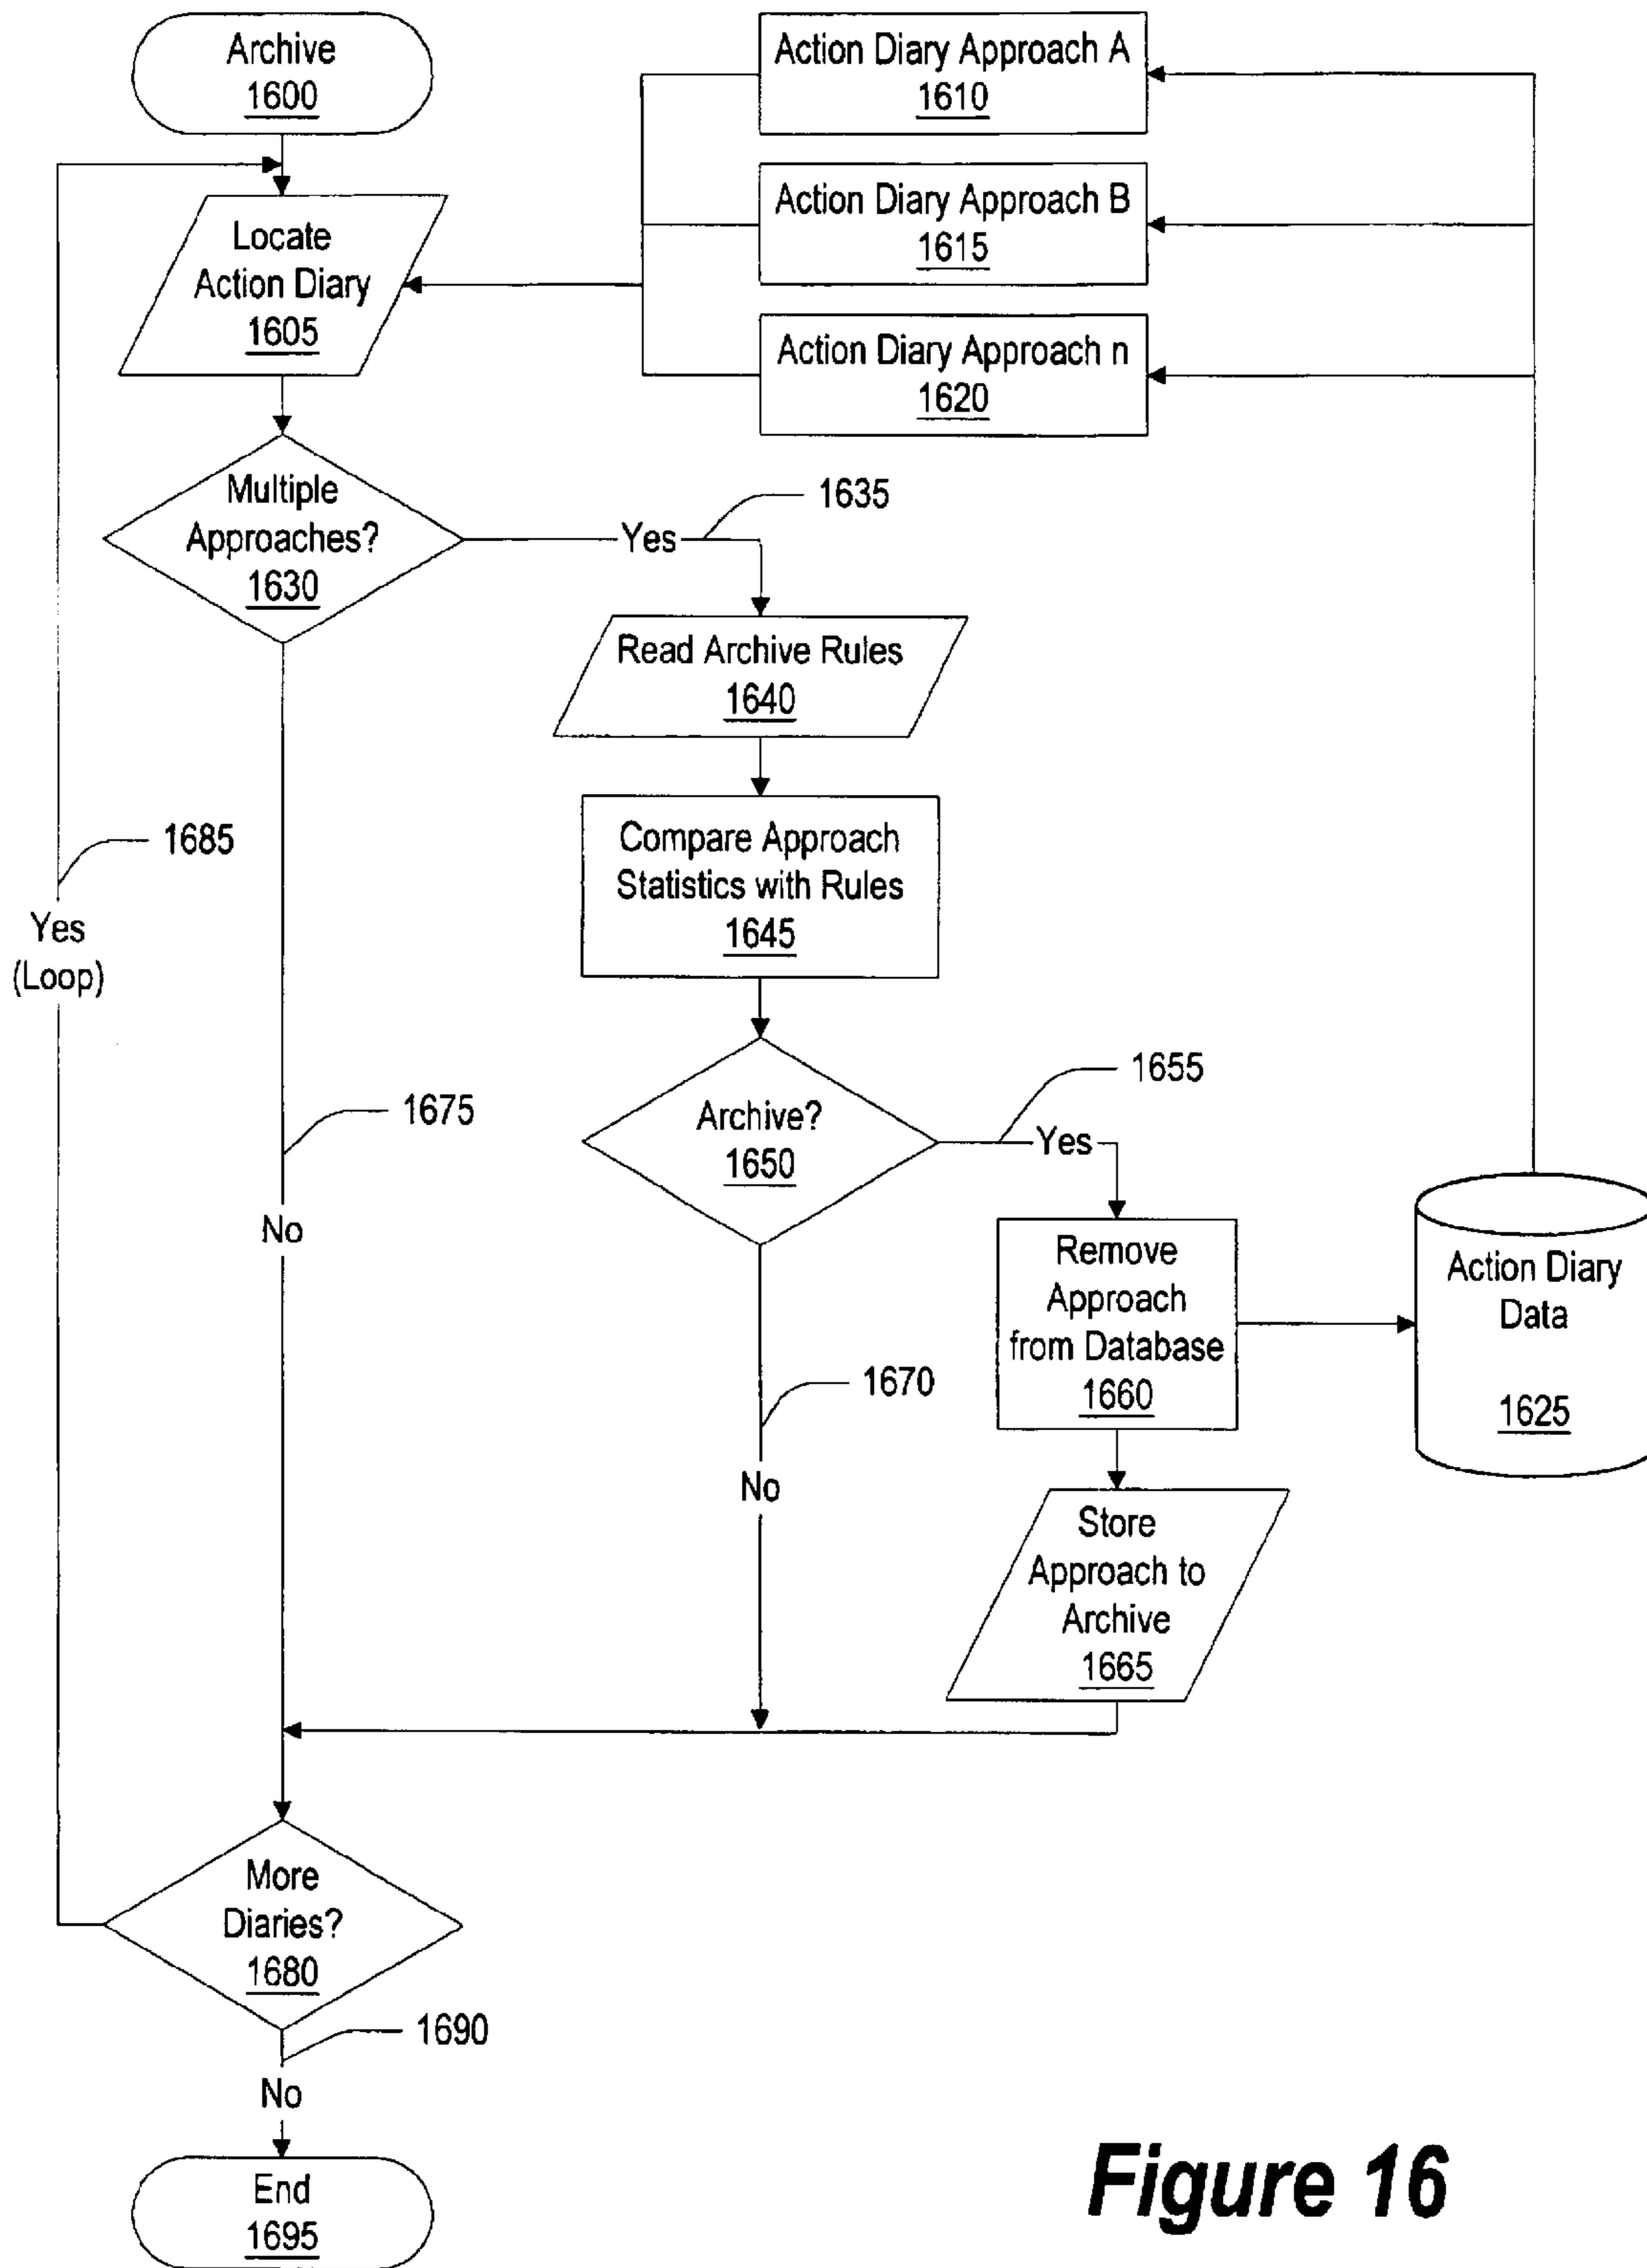 Archive
1600
Action Diary Approach A
1610
Action Diary Approach B
1615
Locate
Action Diary
1605
Action Diary Approach n
1620
Multiple
Approaches?
1630
Yes
1635
Read Archive Rules
1640
Compare Approach
Statistics with Rules
1645
1685
Yes
(Loop)
Archive?
1650
1655
Yes
1675
No
Remove
Approach
from Database
1660
Action Diary
Data
1625
1670
No
Store
Approach to
Archive
1665
More
Diaries?
1680
1690
No
End
1695
Figure 16